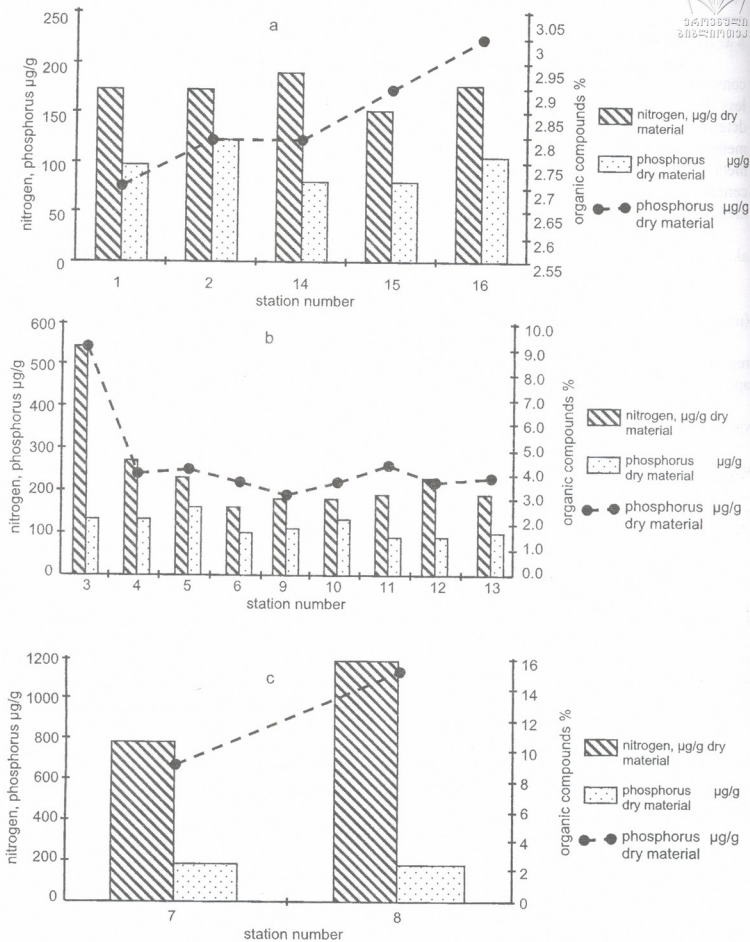 a
250
200
150
100
50
0
nitrogen, phosphorus µg/g
3.05
3
2.95
2.9
2.85
2.8
2.75
2.7
2.65
2.6
2.55
organic compounds %
1 2 14 15 16
station number
nitrogen, µg/g dry
material
phosphorus µg/g
dry material
phosphorus µg/g
dry material
b
600
500
400
300
200
100
0
nitrogen, phosphorus µg/g
10.0
9.0
8.0
7.0
6.0
5.0
4.0
3.0
2.0
1.0
0.0
organic compounds %
3 4 5 6 9 10 11 12 13
station number
nitrogen, µg/g dry
material
phosphorus µg/g
dry material
phosphorus µg/g
dry material
c
1200
1000
800
600
400
200
0
nitrogen, phosphorus µg/g
16
14
12
10
8
6
4
2
0
organic compounds %
7 8
station number
nitrogen, µg/g dry
material
phosphorus µg/g
dry material
phosphorus µg/g
dry material